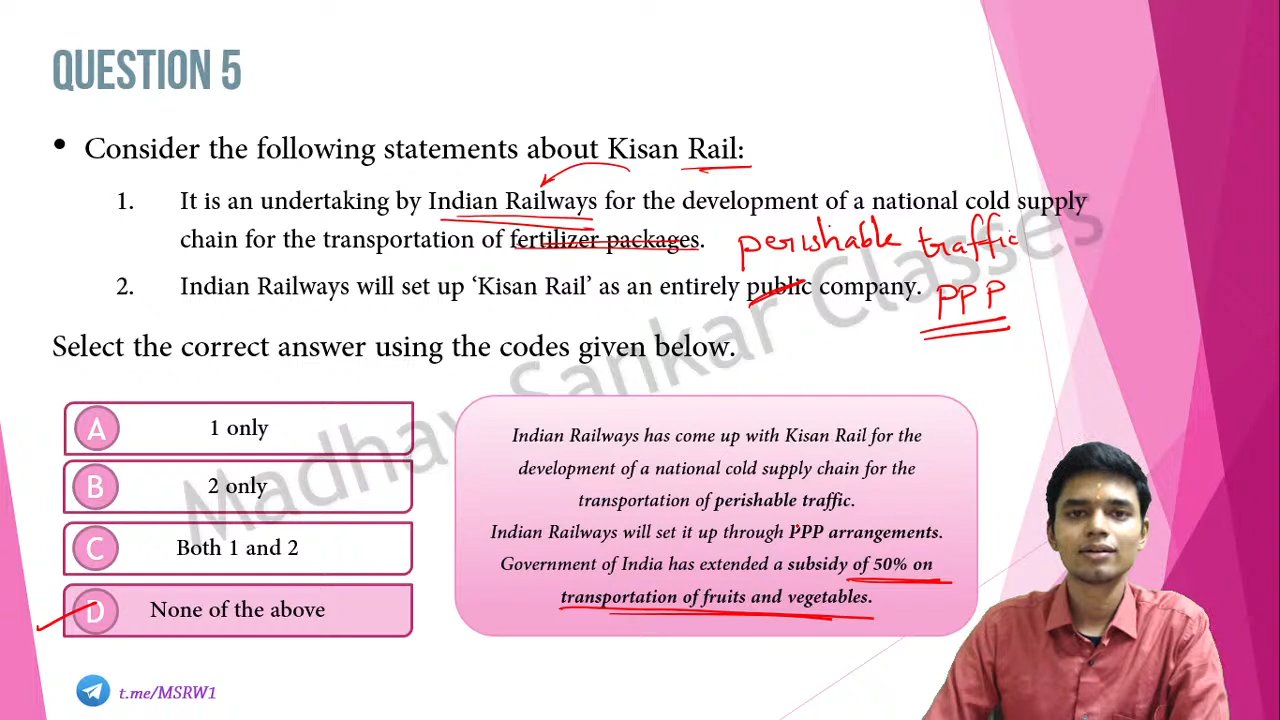 QUESTION 5
• Consider the following statements about Kisan Rail:
1. It is an undertaking by Indian Railways for the development of a national cold supply
chain for the transportation of fertilizer packages. perishable traffic
2. Indian Railways will set up ‘Kisan Rail’ as an entirely public company. PPP
Select the correct answer using the codes given below.
A 1 only
B 2 only
C Both 1 and 2
D None of the above
Indian Railways has come up with Kisan Rail for the
development of a national cold supply chain for the
transportation of perishable traffic.
Indian Railways will set it up through PPP arrangements.
Government of India has extended a subsidy of 50% on
transportation of fruits and vegetables.
Madhav Sankar Classes
t.me/MSRW1